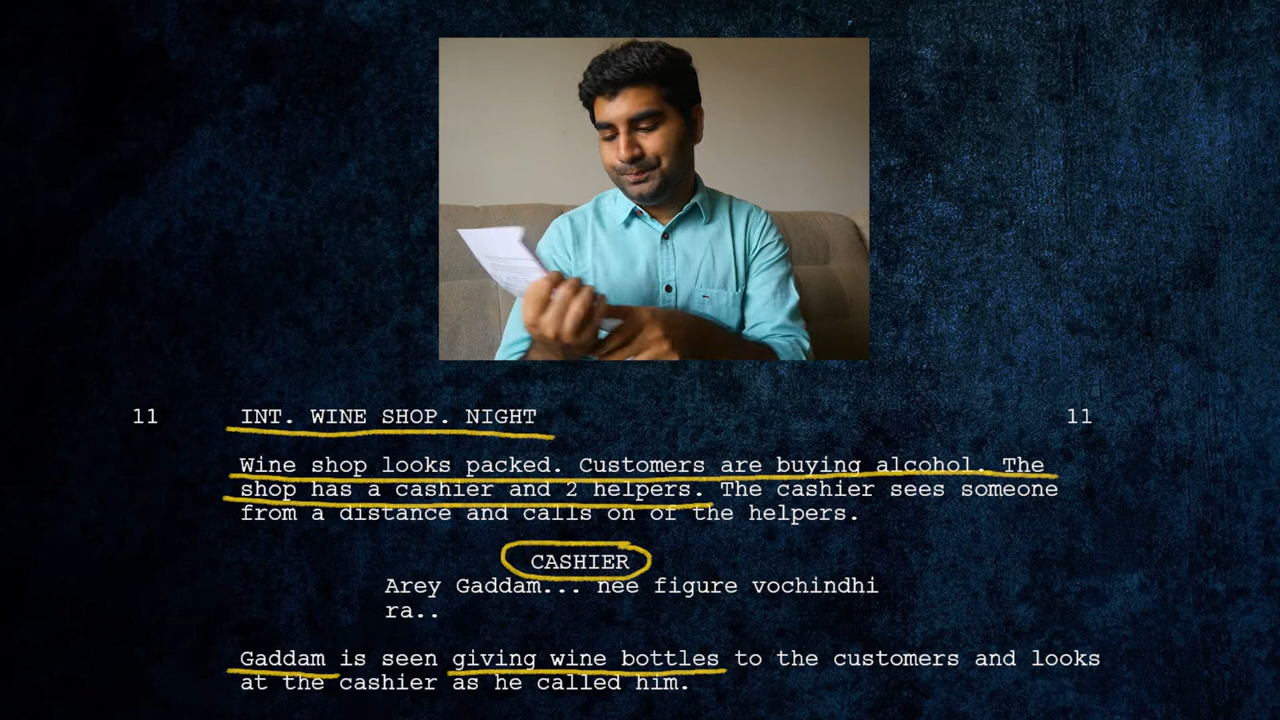 11 INT. WINE SHOP. NIGHT 11
Wine shop looks packed. Customers are buying alcohol. The
shop has a cashier and 2 helpers. The cashier sees someone
from a distance and calls on of the helpers.
CASHIER
Arey Gaddam... nee figure vochindhi
ra..
Gaddam is seen giving wine bottles to the customers and looks
at the cashier as he called him.